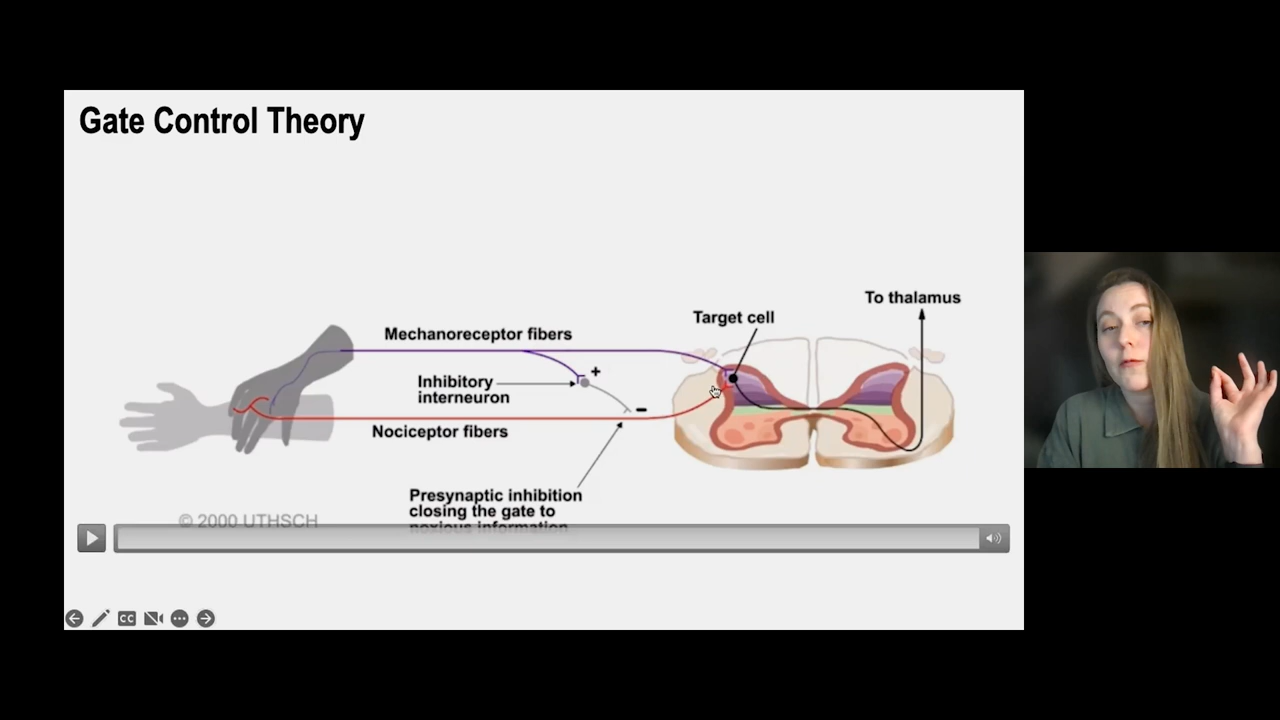 Gate Control Theory
To thalamus
Target cell
Mechanoreceptor fibers
+
Inhibitory
interneuron
-
Nociceptor fibers
Presynaptic inhibition
closing the gate to
noxious information
© 2000 UTHSCH
CC